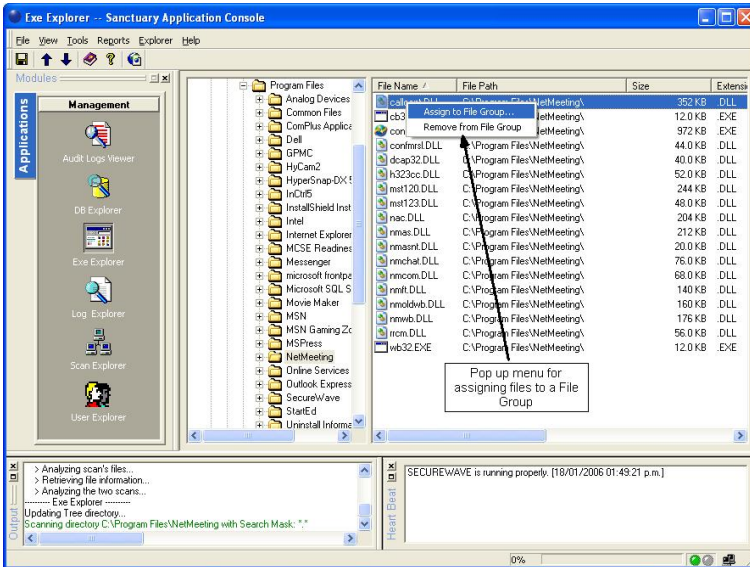 Exe Explorer -- Sanctuary Application Console
File View Tools Reports Explorer Help
Modules
Applications
Management
Audit Logs Viewer
DB Explorer
Exe Explorer
Log Explorer
Scan Explorer
User Explorer
Program Files
Analog Devices
Common Files
ComPlus Applica
Dell
GPMC
HyCam2
HyperSnap-DX 5
InCtrl5
InstallShield Inst
Intel
Internet Explorer
MCSE Readines
Messenger
microsoft frontpa
Microsoft SQL S
Movie Maker
MSN
MSN Gaming Zo
MSPress
NetMeeting
Online Services
Outlook Express
SecureWave
StartEd
Uninstall Informa
File Name / File Path Size Extensi
NetMeeting\ 352 KB .DLL
Assign to File Group...
Remove from File Group
cb3 NetMeeting\ 12.0 KB .EXE
con NetMeeting\ 972 KB .EXE
confmrsl.DLL C:\Program Files\NetMeeting\ 44.0 KB .DLL
dcap32.DLL C:\Program Files\NetMeeting\ 40.0 KB .DLL
h323cc.DLL C:\Program Files\NetMeeting\ 52.0 KB .DLL
mst120.DLL C:\Program Files\NetMeeting\ 244 KB .DLL
mst123.DLL C:\Program Files\NetMeeting\ 48.0 KB .DLL
nac.DLL C:\Program Files\NetMeeting\ 204 KB .DLL
nmas.DLL C:\Program Files\NetMeeting\ 212 KB .DLL
nmasnt.DLL C:\Program Files\NetMeeting\ 20.0 KB .DLL
nmchat.DLL C:\Program Files\NetMeeting\ 76.0 KB .DLL
nmcom.DLL C:\Program Files\NetMeeting\ 68.0 KB .DLL
nmft.DLL C:\Program Files\NetMeeting\ 140 KB .DLL
nmoldwb.DLL C:\Program Files\NetMeeting\ 160 KB .DLL
nmwb.DLL C:\Program Files\NetMeeting\ 176 KB .DLL
rrcm.DLL C:\Program Files\NetMeeting\ 56.0 KB .DLL
wb32.EXE C:\Program Files\NetMeeting\ 12.0 KB .EXE
Pop up menu for
assigning files to a File
Group
Output
> Analyzing scan's files...
> Retrieving file information...
> Analyzing the two scans...
---------- Exe Explorer ----------
Updating Tree directory...
Scanning directory C:\Program Files\NetMeeting with Search Mask: "."
Heart Beat
SECUREWAVE is running properly. [18/01/2006 01:49:21 p.m.]
0%